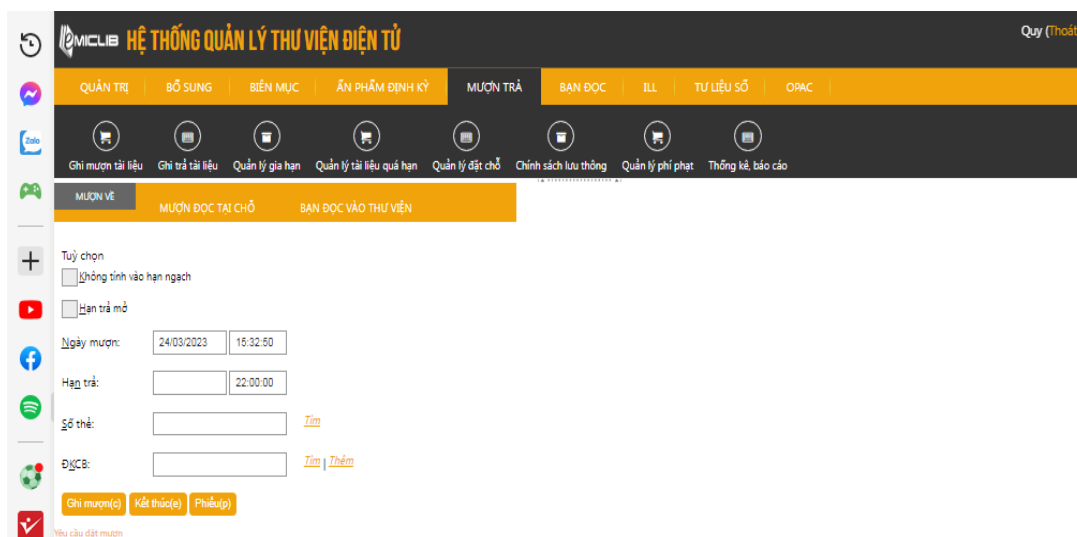 EMICLIB HỆ THỐNG QUẢN LÝ THƯ VIỆN ĐIỆN TỬ
Quy (Thoát
QUẢN TRỊ BỔ SUNG BIÊN MỤC ẤN PHẨM ĐỊNH KỲ MƯỢN TRẢ BẠN ĐỌC ILL TƯ LIỆU SỐ OPAC
Ghi mượn tài liệu Ghi trả tài liệu Quản lý gia hạn Quản lý tài liệu quá hạn Quản lý đặt chỗ Chính sách lưu thông Quản lý phí phạt Thống kê, báo cáo
Zalo
MƯỢN VỀ MƯỢN ĐỌC TẠI CHỖ BẠN ĐỌC VÀO THƯ VIỆN
Tuỳ chọn
Không tính vào hạn ngạch
Hạn trả mở
Ngày mượn: 24/03/2023 15:32:50
Hạn trả: 22:00:00
Số thẻ: Tìm
ĐKCB: Tìm | Thêm
Ghi mượn(c) Kết thúc(e) Phiếu(p)
Yêu cầu đặt mượn